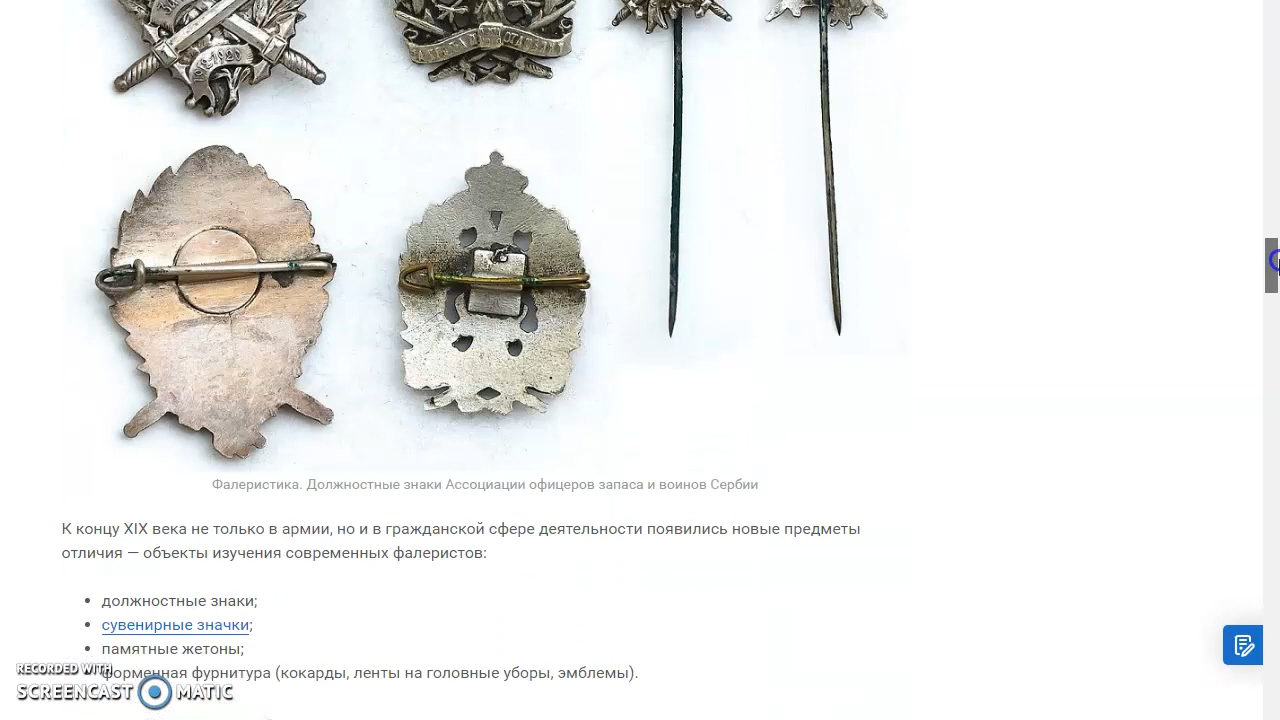 Фалеристика. Должностные знаки Ассоциации офицеров запаса и воинов Сербии
К концу XIX века не только в армии, но и в гражданской сфере деятельности появились новые предметы
отличия — объекты изучения современных фалеристов:
должностные знаки;
сувенирные значки;
памятные жетоны;
форменная фурнитура (кокарды, ленты на головные уборы, эмблемы).
RECORDED WITH
SCREENCAST MATIC